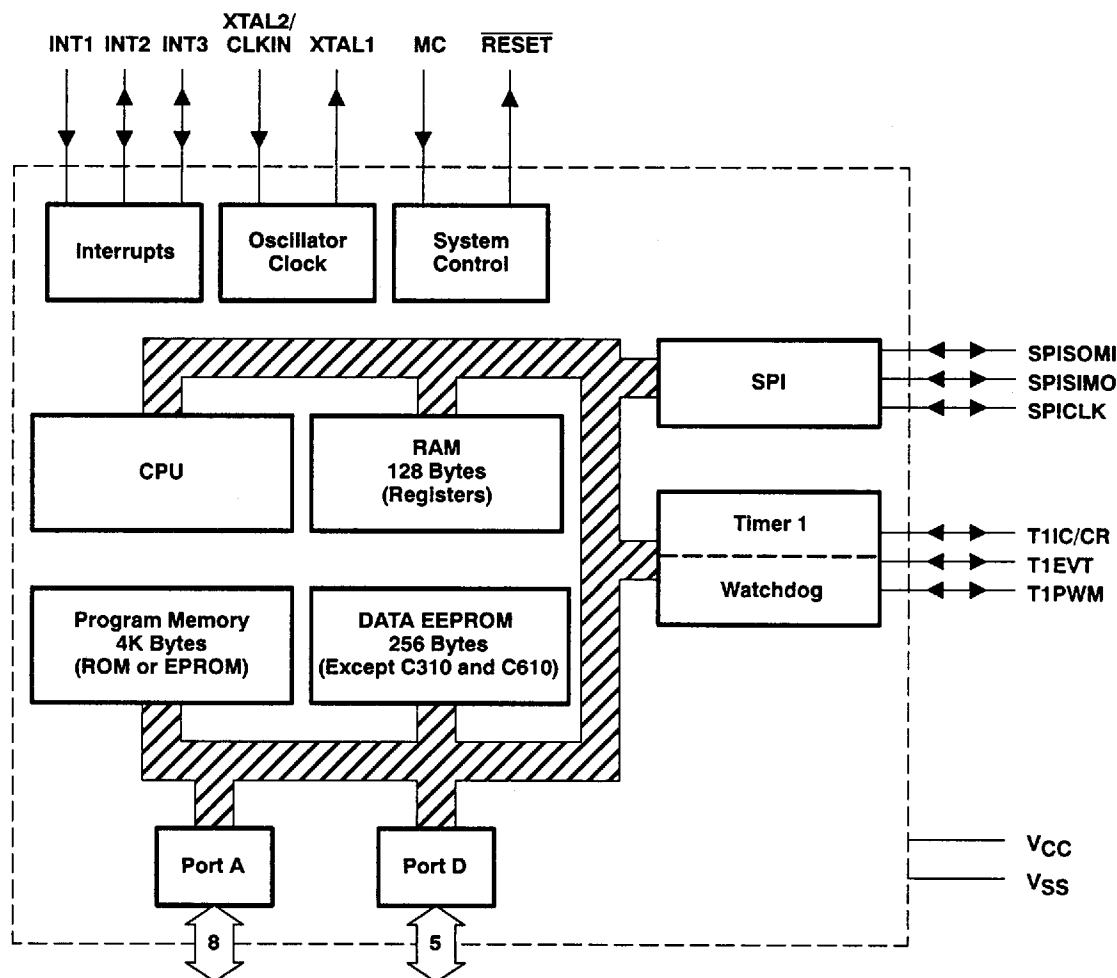 INT1 INT2 INT3 XTAL2/
CLKIN XTAL1 MC RESET
Interrupts
Oscillator
Clock
System
Control
SPI
SPISOMI
SPISIMO
SPICLK
CPU
RAM
128 Bytes
(Registers)
Timer 1
Watchdog
T1IC/CR
T1EVT
T1PWM
Program Memory
4K Bytes
(ROM or EPROM)
DATA EEPROM
256 Bytes
(Except C310 and C610)
Port A
Port D
VCC
VSS
8
5